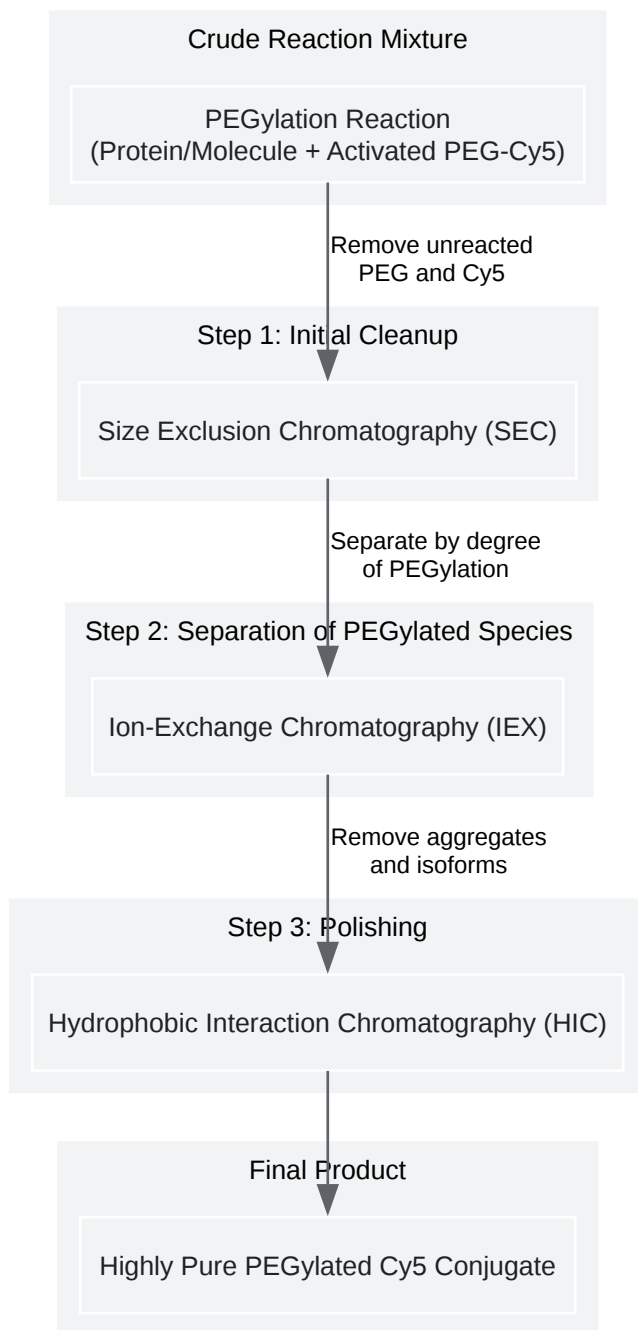 Crude Reaction Mixture
PEGylation Reaction
(Protein/Molecule + Activated PEG-Cy5)
Remove unreacted
PEG and Cy5
Step 1: Initial Cleanup
Size Exclusion Chromatography (SEC)
Separate by degree
of PEGylation
Step 2: Separation of PEGylated Species
Ion-Exchange Chromatography (IEX)
Remove aggregates
and isoforms
Step 3: Polishing
Hydrophobic Interaction Chromatography (HIC)
Final Product
Highly Pure PEGylated Cy5 Conjugate